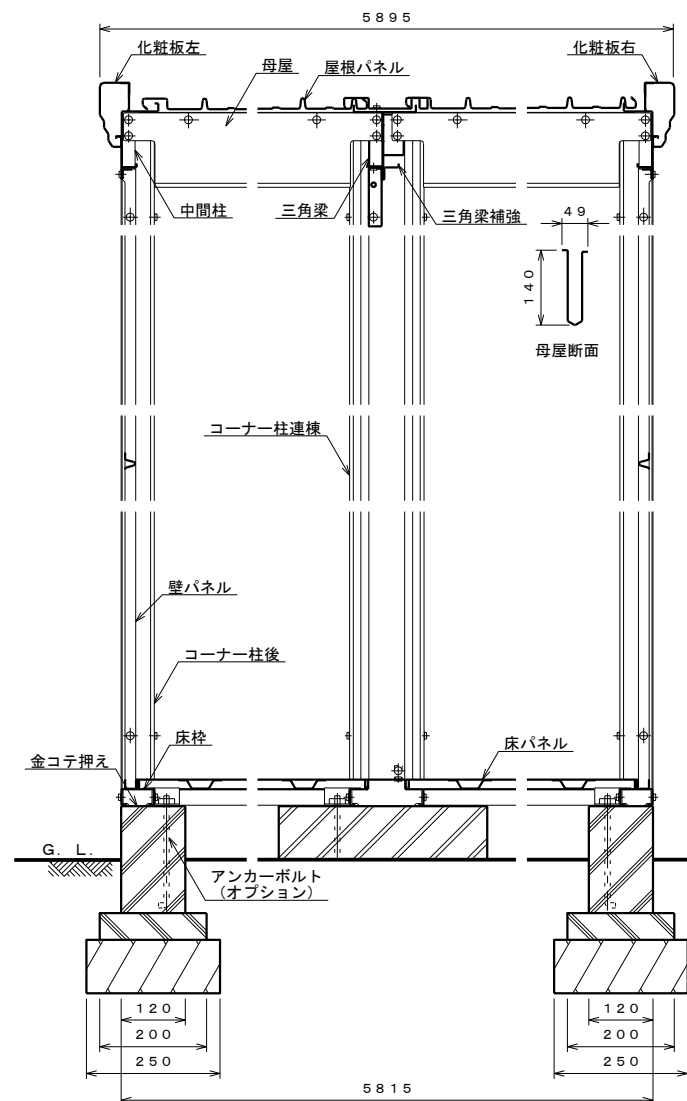 5895
化粧板左
化粧板右
母屋
屋根パネル
中間柱
三角梁
三角梁補強
49
140
母屋断面
コーナー柱連棟
壁パネル
コーナー柱後
床枠
床パネル
金コテ押え
G. L.
アンカーボルト
(オプション)
120
120
200
200
250
250
5815